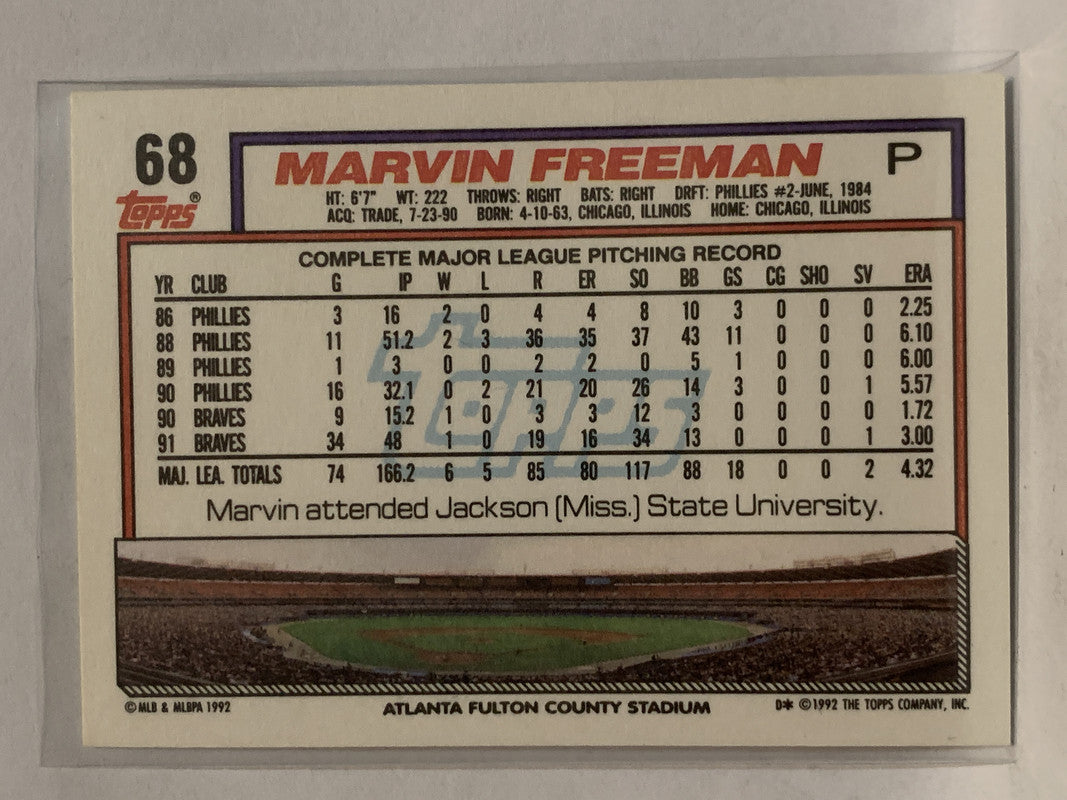 68
MARVIN FREEMAN P
topps®
HT: 6'7" WT: 222 THROWS: RIGHT BATS: RIGHT DRFT: PHILLIES #2-JUNE, 1984
ACQ: TRADE, 7-23-90 BORN: 4-10-63, CHICAGO, ILLINOIS HOME: CHICAGO, ILLINOIS
COMPLETE MAJOR LEAGUE PITCHING RECORD
YR CLUB G IP W L R ER SO BB GS CG SHO SV ERA
86 PHILLIES 3 16 2 0 4 4 8 10 3 0 0 0 2.25
88 PHILLIES 11 51.2 2 3 36 35 37 43 11 0 0 0 6.10
89 PHILLIES 1 3 0 0 2 2 0 5 1 0 0 0 6.00
90 PHILLIES 16 32.1 0 2 21 20 26 14 3 0 0 1 5.57
90 BRAVES 9 15.2 1 0 3 3 12 3 0 0 0 0 1.72
91 BRAVES 34 48 1 0 19 16 34 13 0 0 0 1 3.00
MAJ. LEA. TOTALS 74 166.2 6 5 85 80 117 88 18 0 0 2 4.32
topps
Marvin attended Jackson (Miss.) State University.
© MLB & MLBPA 1992 ATLANTA FULTON COUNTY STADIUM D* ©1992 THE TOPPS COMPANY, INC.